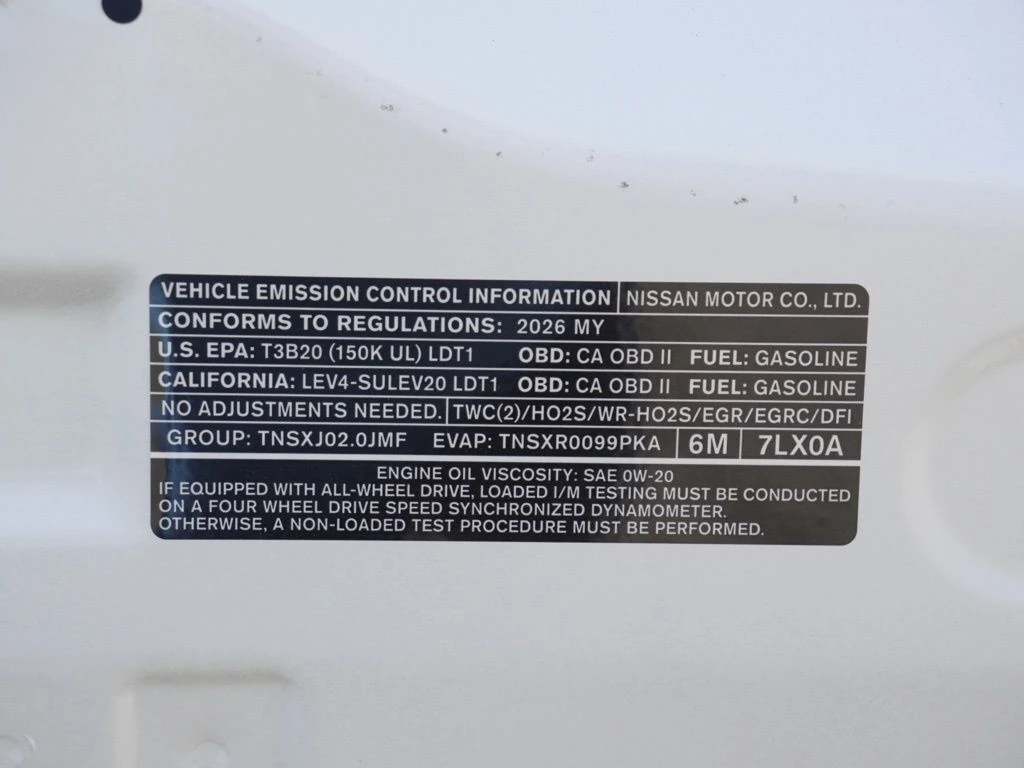 VEHICLE EMISSION CONTROL INFORMATION NISSAN MOTOR CO., LTD.
CONFORMS TO REGULATIONS: 2026 MY
U.S. EPA: T3B20 (150K UL) LDT1 OBD: CA OBD II FUEL: GASOLINE
CALIFORNIA: LEV4-SULEV20 LDT1 OBD: CA OBD II FUEL: GASOLINE
NO ADJUSTMENTS NEEDED. TWC(2)/HO2S/WR-HO2S/EGR/EGRC/DFI
GROUP: TNSXJ02.0JMF EVAP: TNSXR0099PKA 6M 7LX0A
ENGINE OIL VISCOSITY: SAE 0W-20
IF EQUIPPED WITH ALL-WHEEL DRIVE, LOADED I/M TESTING MUST BE CONDUCTED
ON A FOUR WHEEL DRIVE SPEED SYNCHRONIZED DYNAMOMETER.
OTHERWISE, A NON-LOADED TEST PROCEDURE MUST BE PERFORMED.